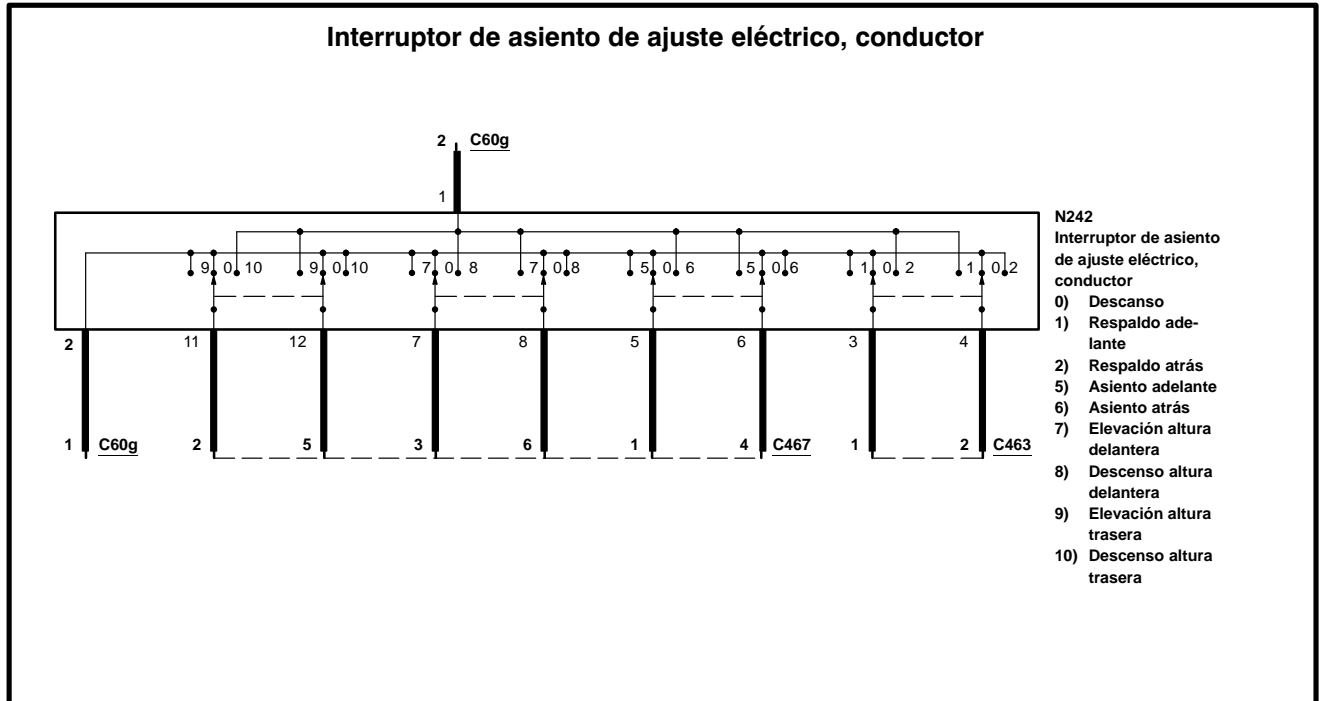 Interruptor de asiento de ajuste eléctrico, conductor
2 C60g
1
9 0 10 9 0 10 7 0 8 7 0 8 5 0 6 5 0 6 1 0 2 1 0 2
2 11 12 7 8 5 6 3 4
1 C60g 2 5 3 6 1 4 C467 1 2 C463
N242
Interruptor de asiento
de ajuste eléctrico,
conductor
0) Descanso
1) Respaldo ade-
lante
2) Respaldo atrás
5) Asiento adelante
6) Asiento atrás
7) Elevación altura
delantera
8) Descenso altura
delantera
9) Elevación altura
trasera
10) Descenso altura
trasera